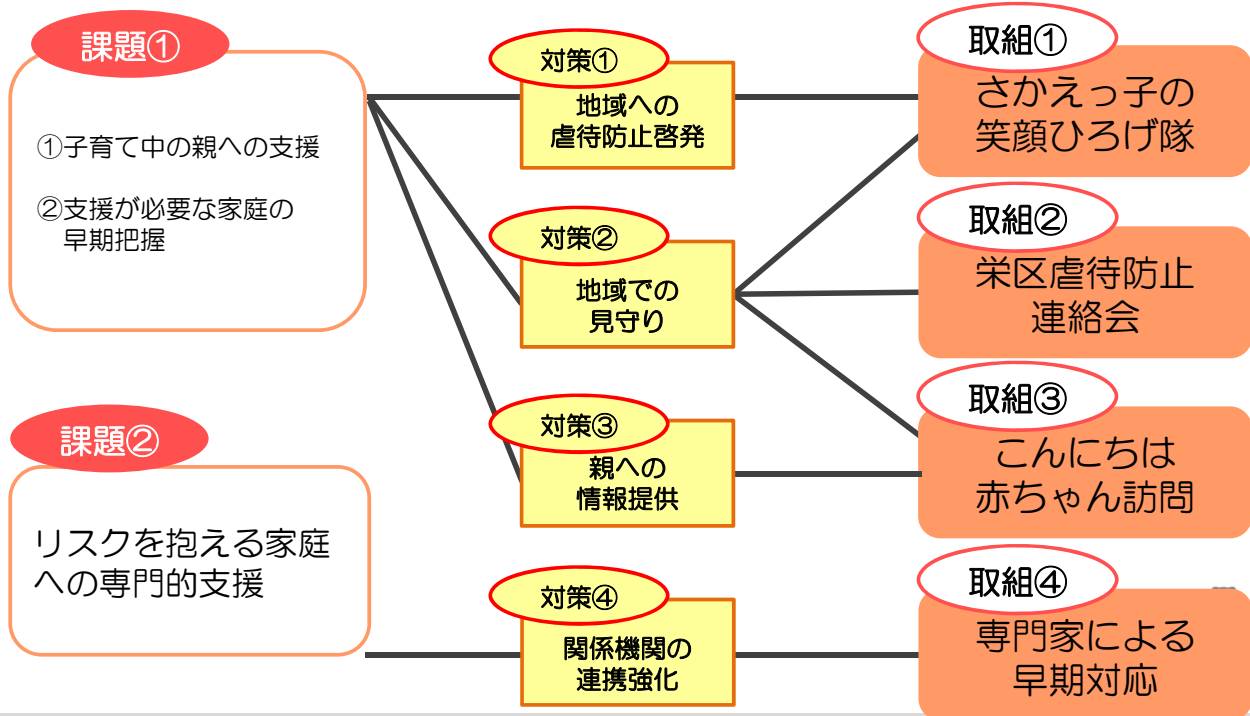 課題①
①子育て中の親への支援
②支援が必要な家庭の
早期把握
課題②
リスクを抱える家庭
への専門的支援
対策①
地域への
虐待防止啓発
対策②
地域での
見守り
対策③
親への
情報提供
対策④
関係機関の
連携強化
取組①
さかえっ子の
笑顔ひろげ隊
取組②
栄区虐待防止
連絡会
取組③
こんにちは
赤ちゃん訪問
取組④
専門家による
早期対応